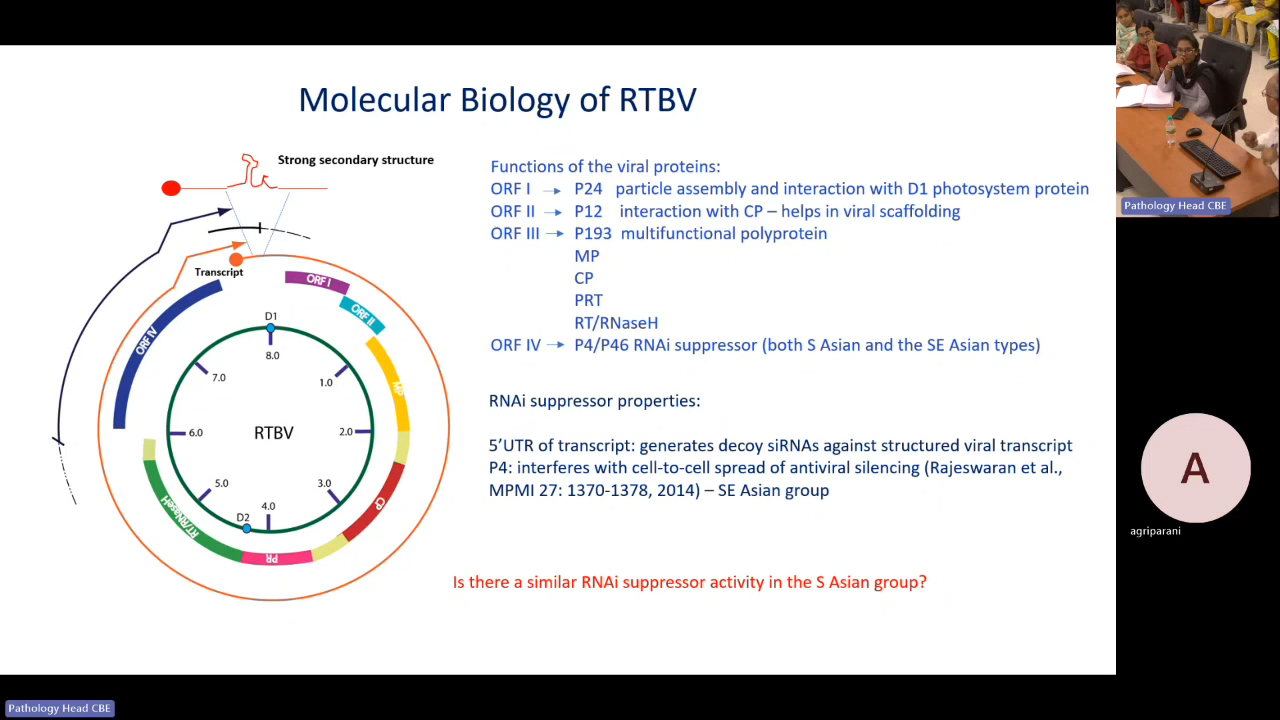 Molecular Biology of RTBV
Strong secondary structure
Transcript
ORF I
ORF II
MP
CP
PR
RT/RNaseH
ORF IV
D1
8.0
7.0
1.0
6.0
RTBV
2.0
5.0
3.0
D2
4.0
Functions of the viral proteins:
ORF I → P24 particle assembly and interaction with D1 photosystem protein
ORF II → P12 interaction with CP – helps in viral scaffolding
ORF III → P193 multifunctional polyprotein
MP
CP
PRT
RT/RNaseH
ORF IV → P4/P46 RNAi suppressor (both S Asian and the SE Asian types)
RNAi suppressor properties:
5’UTR of transcript: generates decoy siRNAs against structured viral transcript
P4: interferes with cell-to-cell spread of antiviral silencing (Rajeswaran et al.,
MPMI 27: 1370-1378, 2014) – SE Asian group
Is there a similar RNAi suppressor activity in the S Asian group?
Pathology Head CBE
A
agriparani
Pathology Head CBE